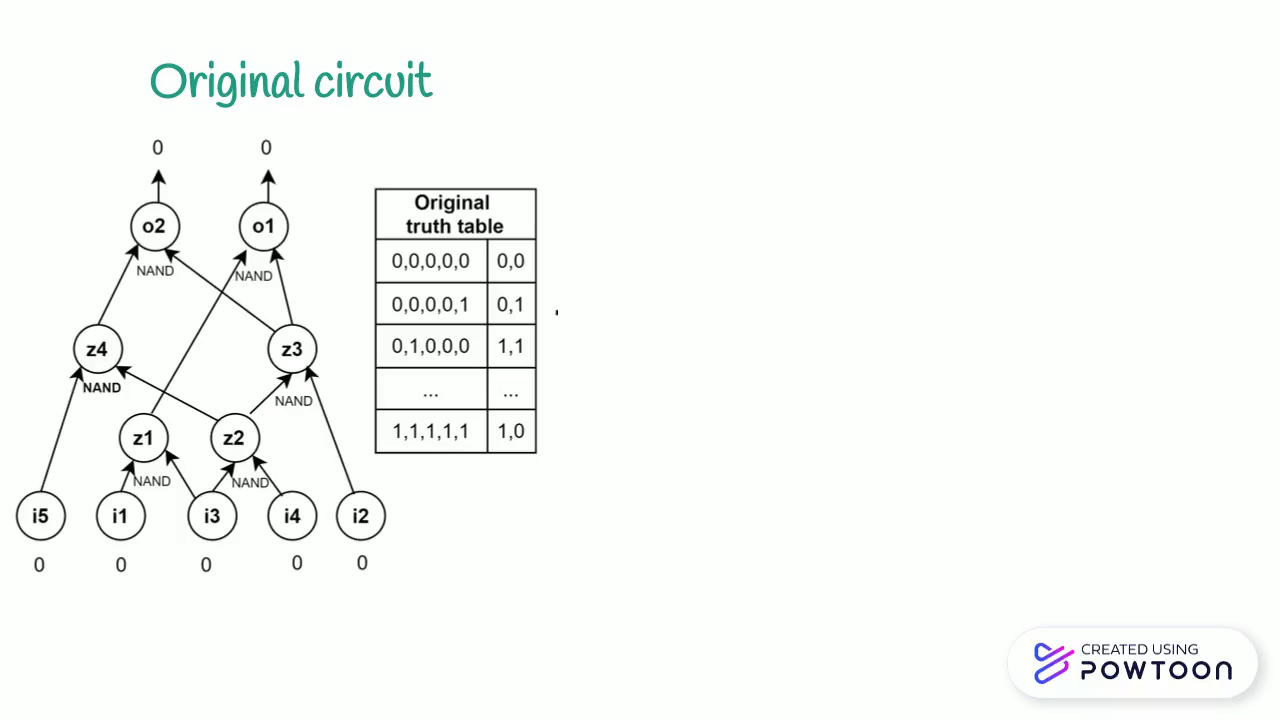 Original circuit
0 0
o2 o1
NAND NAND
z4 z3
NAND NAND
z1 z2
NAND NAND
i5 i1 i3 i4 i2
0 0 0 0 0
Original
truth table
0,0,0,0,0 0,0
0,0,0,0,1 0,1
0,1,0,0,0 1,1
... ...
1,1,1,1,1 1,0
CREATED USING
POWTOON